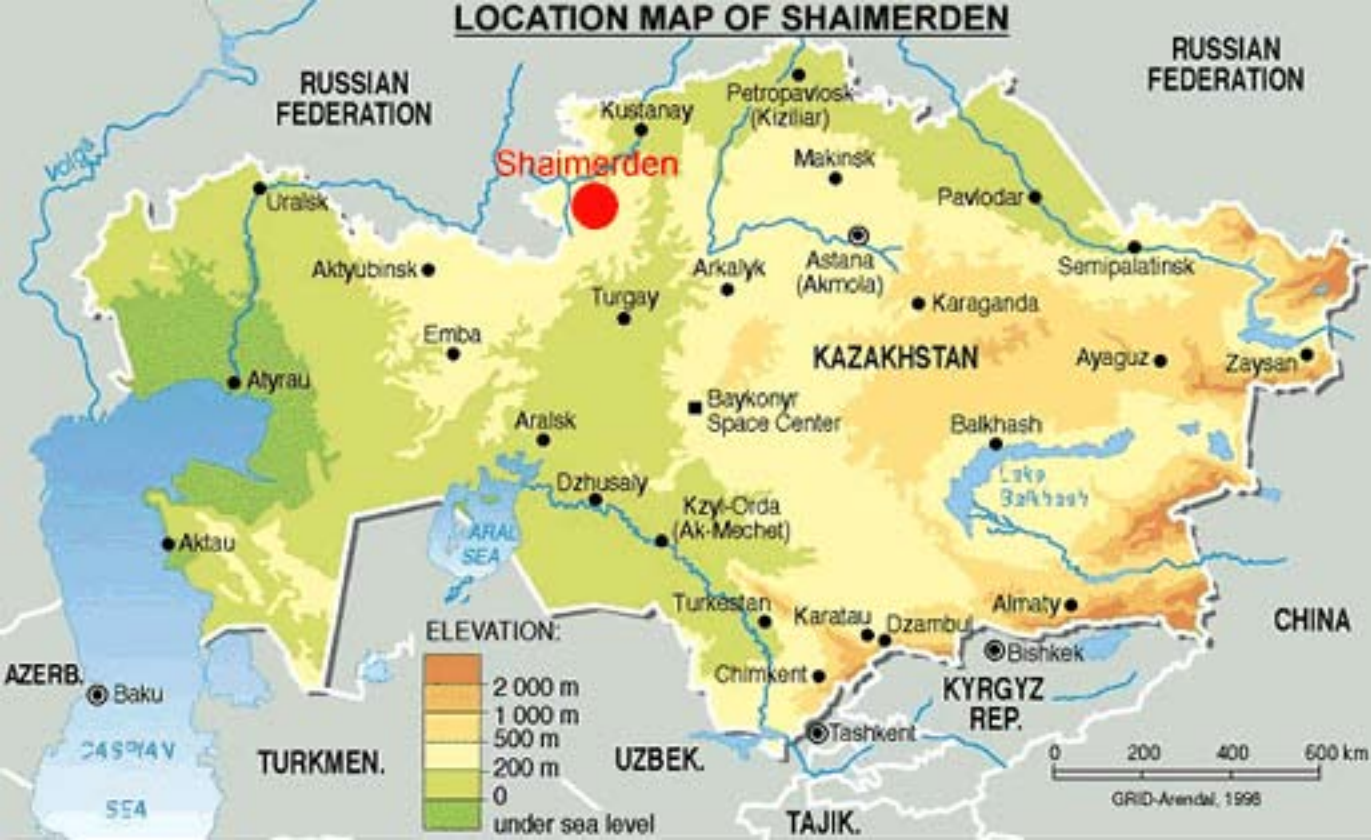 LOCATION MAP OF SHAIMERDEN
RUSSIAN
FEDERATION
RUSSIAN
FEDERATION
Volga
Kustanay
Petropavlosk
(Kiziliar)
Shaimerden
Makinsk
Uralsk
Pavlodar
Aktyubinsk
Arkalyk
Astana
(Akmola)
Semipalatinsk
Turgay
Karaganda
Emba
KAZAKHSTAN
Ayaguz
Zaysan
Atyrau
Baykonyr
Space Center
Aralsk
Balkhash
Lake
Balkhash
Dzhusaly
Kzyl-Orda
(Ak-Mechet)
ARAL
SEA
Aktau
Turkestan
Karatau
Dzambul
Almaty
CHINA
ELEVATION:
2 000 m
1 000 m
500 m
200 m
0
under sea level
Chimkent
Bishkek
KYRGYZ
REP.
AZERB.
Baku
Tashkent
CASPIAN
SEA
TURKMEN.
UZBEK.
TAJIK.
0 200 400 600 km
GRID-Arendal, 1998